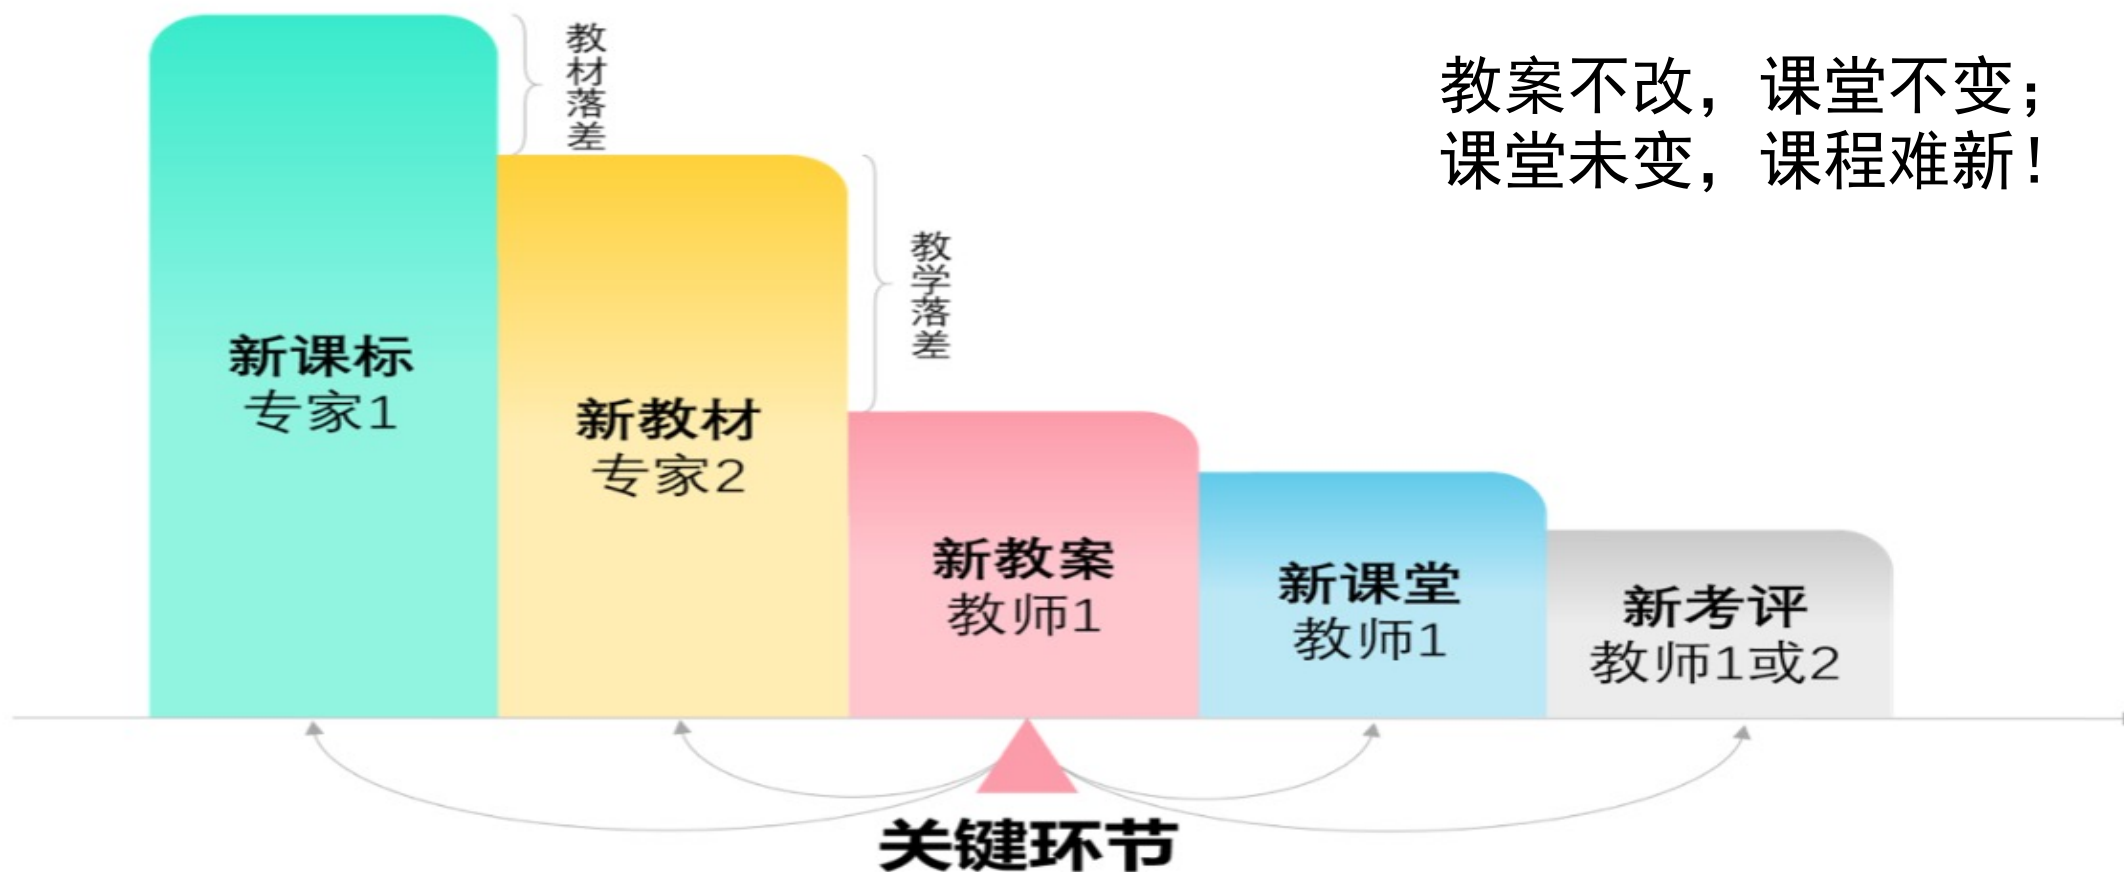 教材落差
教案不改，课堂不变；
课堂未变，课程难新！
教学落差
新课标
专家1
新教材
专家2
新教案
教师1
新课堂
教师1
新考评
教师1或2
关键环节